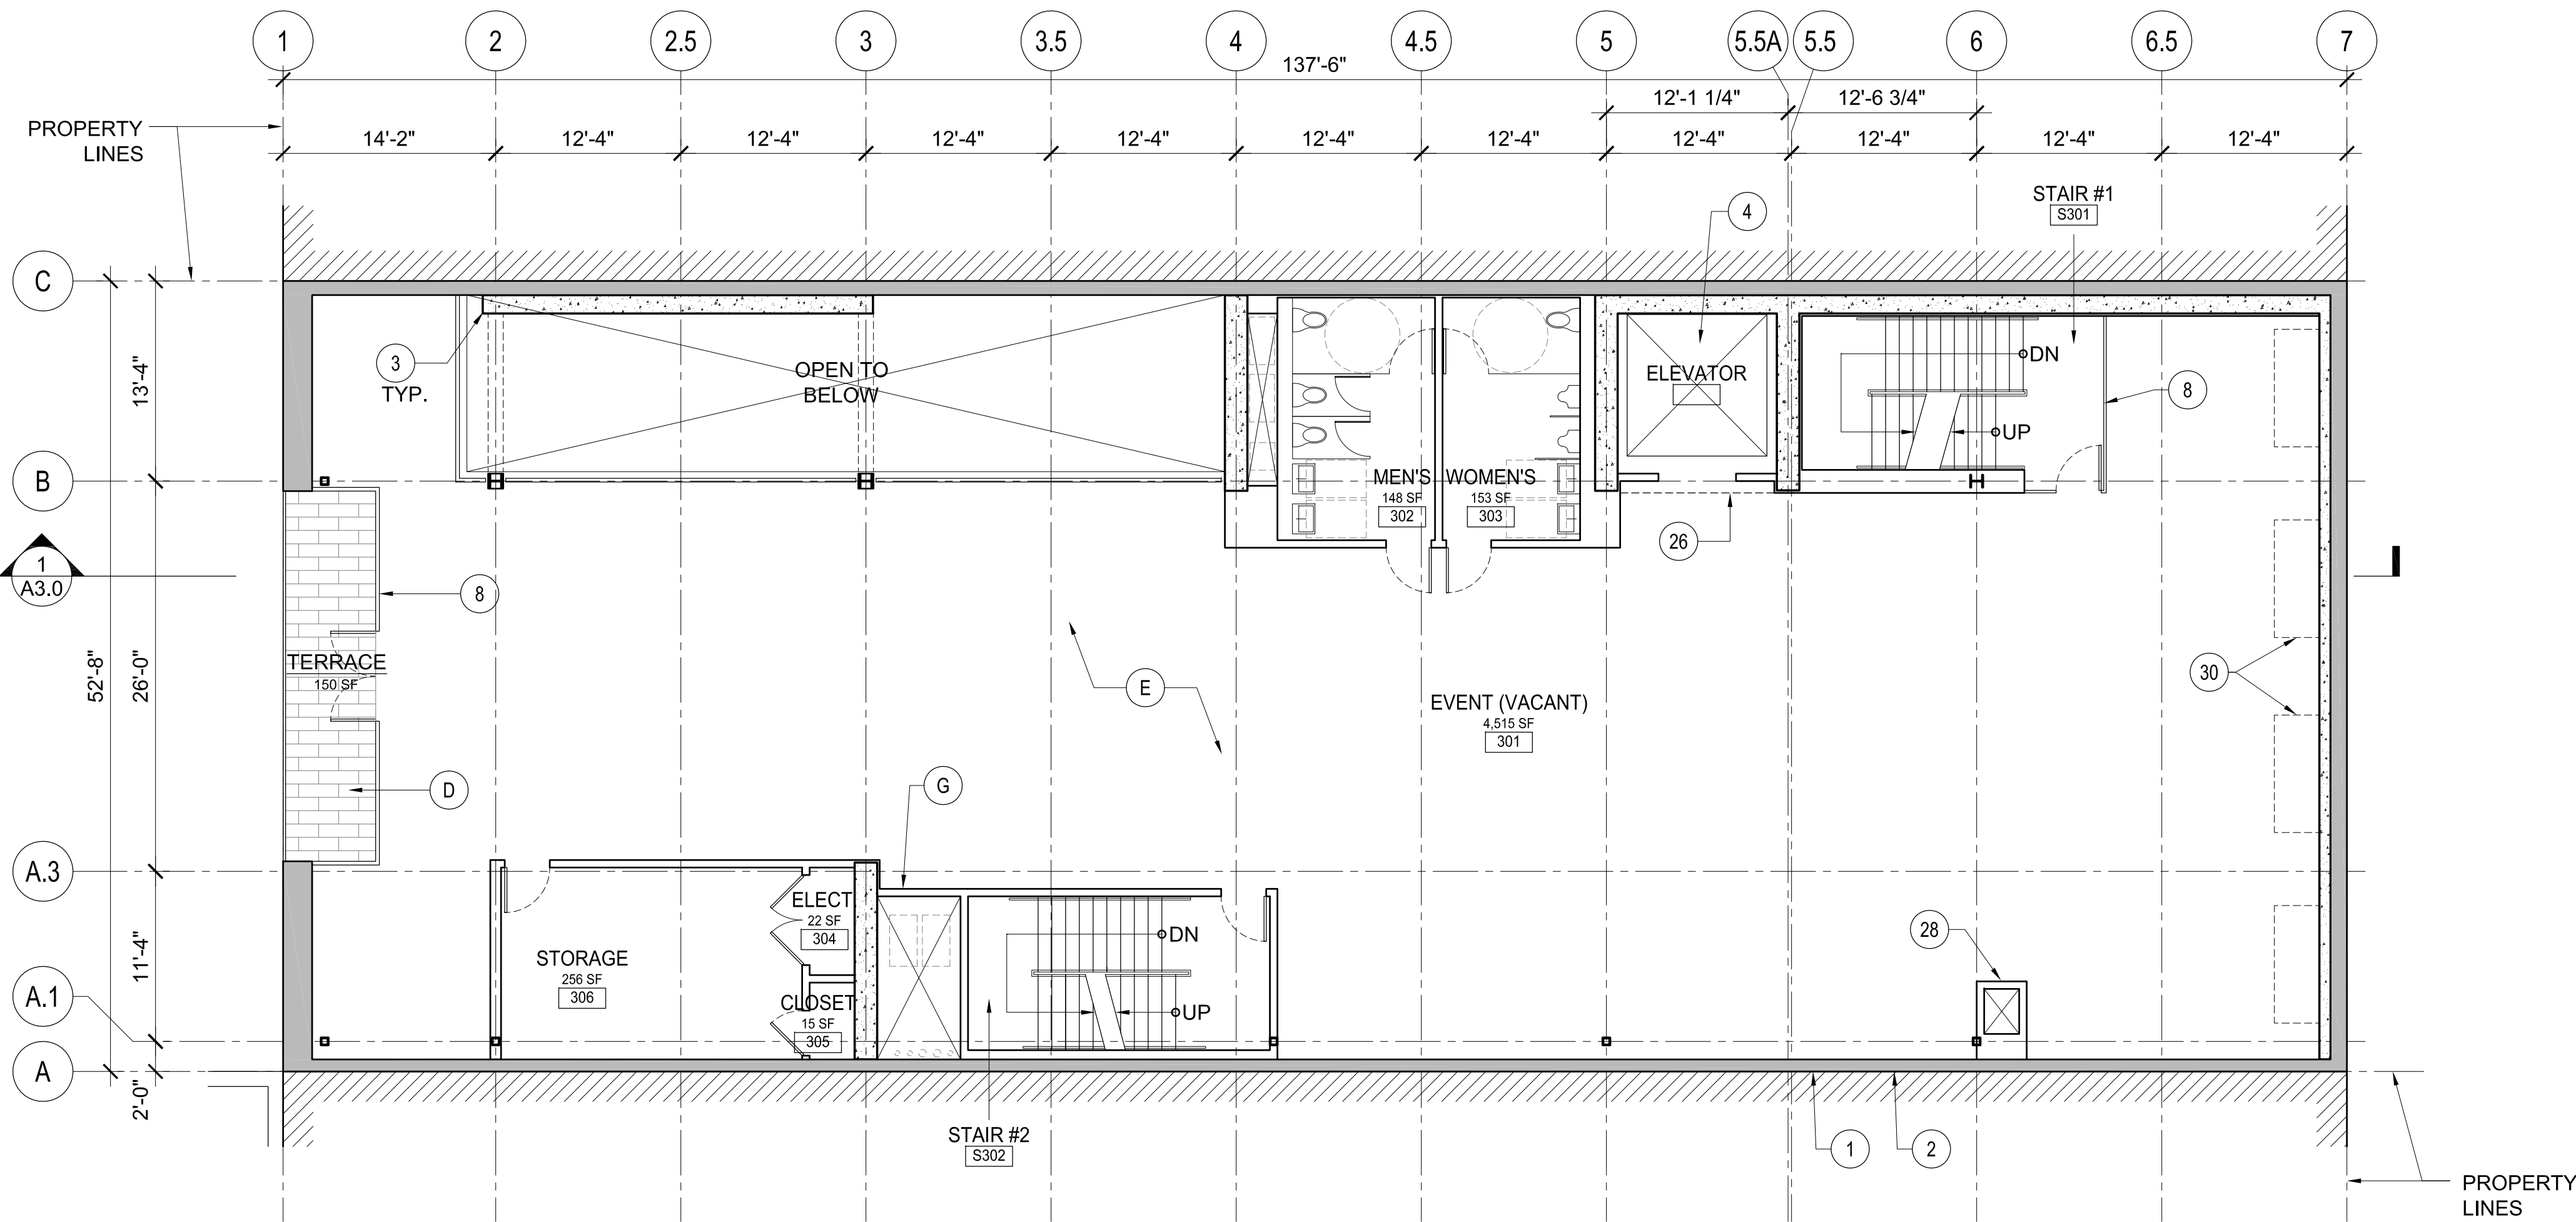 1 2 2.5 3 3.5 4 4.5 5 5.5A 5.5 6 6.5 7
137'-6"
12'-1 1/4" 12'-6 3/4"
14'-2" 12'-4" 12'-4" 12'-4" 12'-4" 12'-4" 12'-4" 12'-4" 12'-4" 12'-4" 12'-4"
PROPERTY
LINES
STAIR #1
S301
4
C
3
TYP.
OPEN TO
BELOW
ELEVATOR
DN
8
UP
13'-4"
B
MEN'S
148 SF
302
WOMEN'S
153 SF
303
26
1
A3.0
8
52'-8"
26'-0"
TERRACE
150 SF
E
EVENT (VACANT)
4,515 SF
301
30
D
G
A.3
ELECT
22 SF
304
STORAGE
256 SF
306
CLOSET
15 SF
305
DN
UP
28
11'-4"
A.1
A
2'-0"
STAIR #2
S302
1
2
PROPERTY
LINES